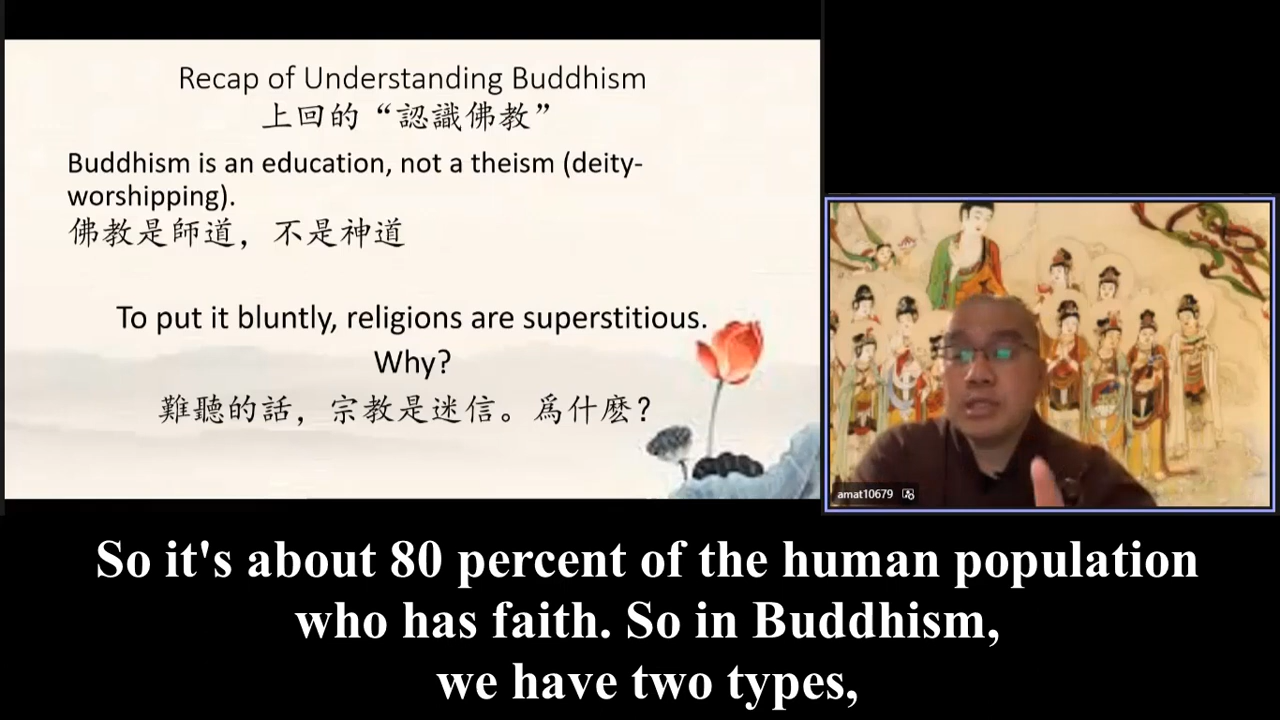 Recap of Understanding Buddhism
上回的“認識佛教”
Buddhism is an education, not a theism (deity-
worshipping).
佛教是師道，不是神道
To put it bluntly, religions are superstitious.
Why?
難聽的話，宗教是迷信。爲什麽？
amat10679
So it's about 80 percent of the human population
who has faith. So in Buddhism,
we have two types,